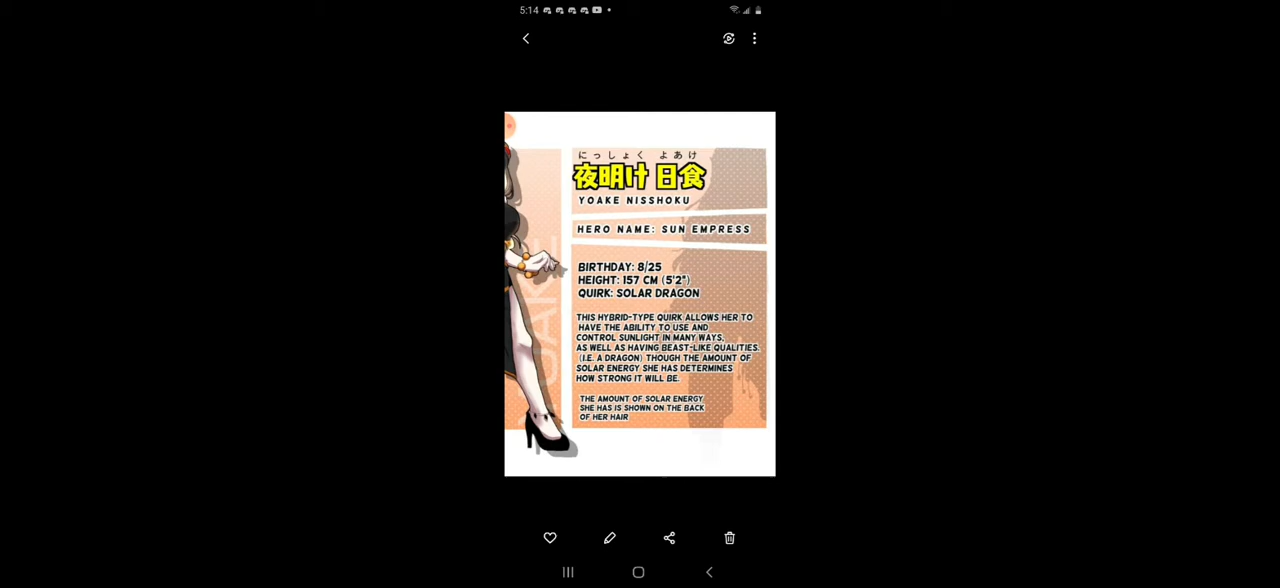 5:14
にっしょく よあけ
夜明け 日食
YOAKE NISSHOKU
HERO NAME: SUN EMPRESS
BIRTHDAY: 8/25
HEIGHT: 157 CM (5'2")
QUIRK: SOLAR DRAGON
THIS HYBRID-TYPE QUIRK ALLOWS HER TO
HAVE THE ABILITY TO USE AND
CONTROL SUNLIGHT IN MANY WAYS,
AS WELL AS HAVING BEAST-LIKE QUALITIES.
(I.E. A DRAGON) THOUGH THE AMOUNT OF
SOLAR ENERGY SHE HAS DETERMINES
HOW STRONG IT WILL BE.
THE AMOUNT OF SOLAR ENERGY
SHE HAS IS SHOWN ON THE BACK
OF HER HAIR